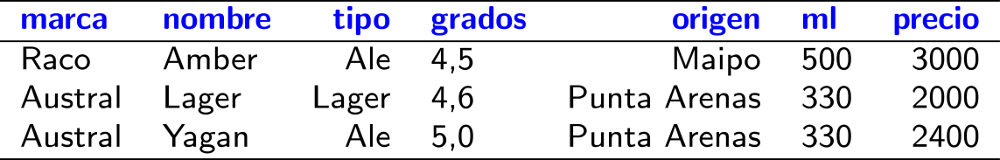 marca nombre tipo grados origen ml precio
Raco Amber Ale 4,5 Maipo 500 3000
Austral Lager Lager 4,6 Punta Arenas 330 2000
Austral Yagan Ale 5,0 Punta Arenas 330 2400